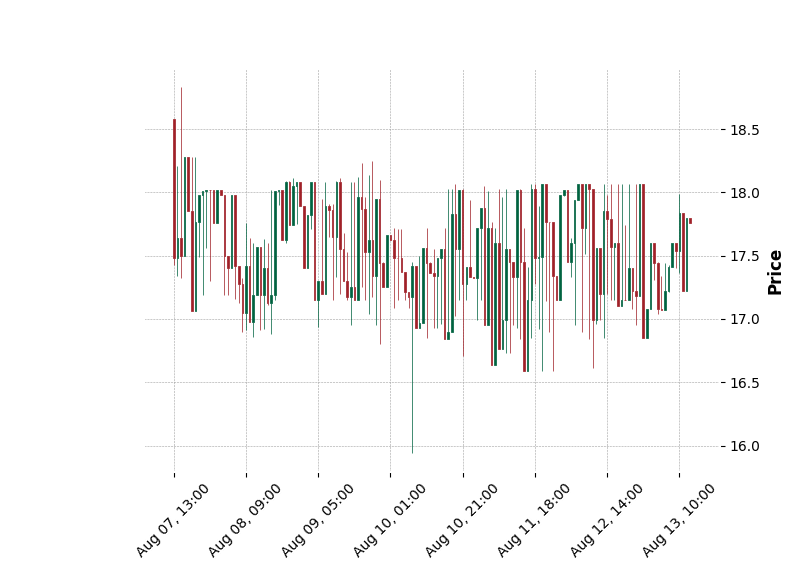 18.5
18.0
17.5
17.0
16.5
16.0
Price
Aug 07, 13:00
Aug 08, 09:00
Aug 09, 05:00
Aug 10, 01:00
Aug 10, 21:00
Aug 11, 18:00
Aug 12, 14:00
Aug 13, 10:00